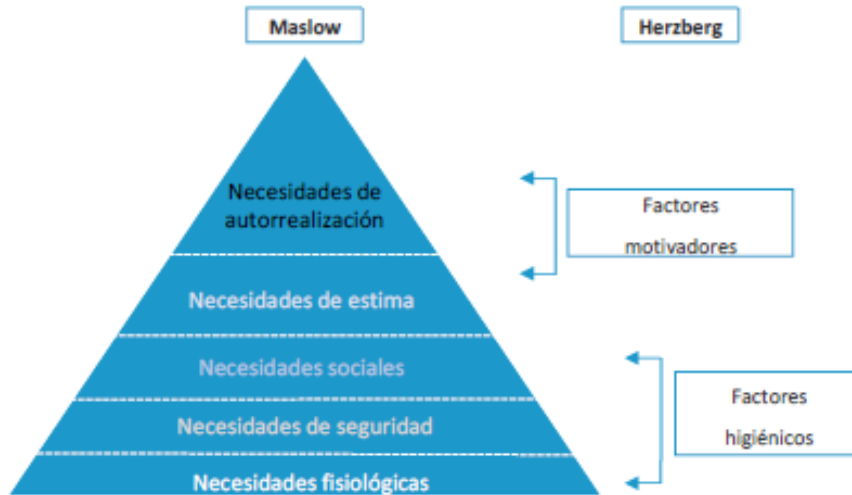 Maslow
Herzberg
Necesidades de
autorrealización
Factores
motivadores
Necesidades de estima
Necesidades sociales
Factores
higiénicos
Necesidades de seguridad
Necesidades fisiológicas